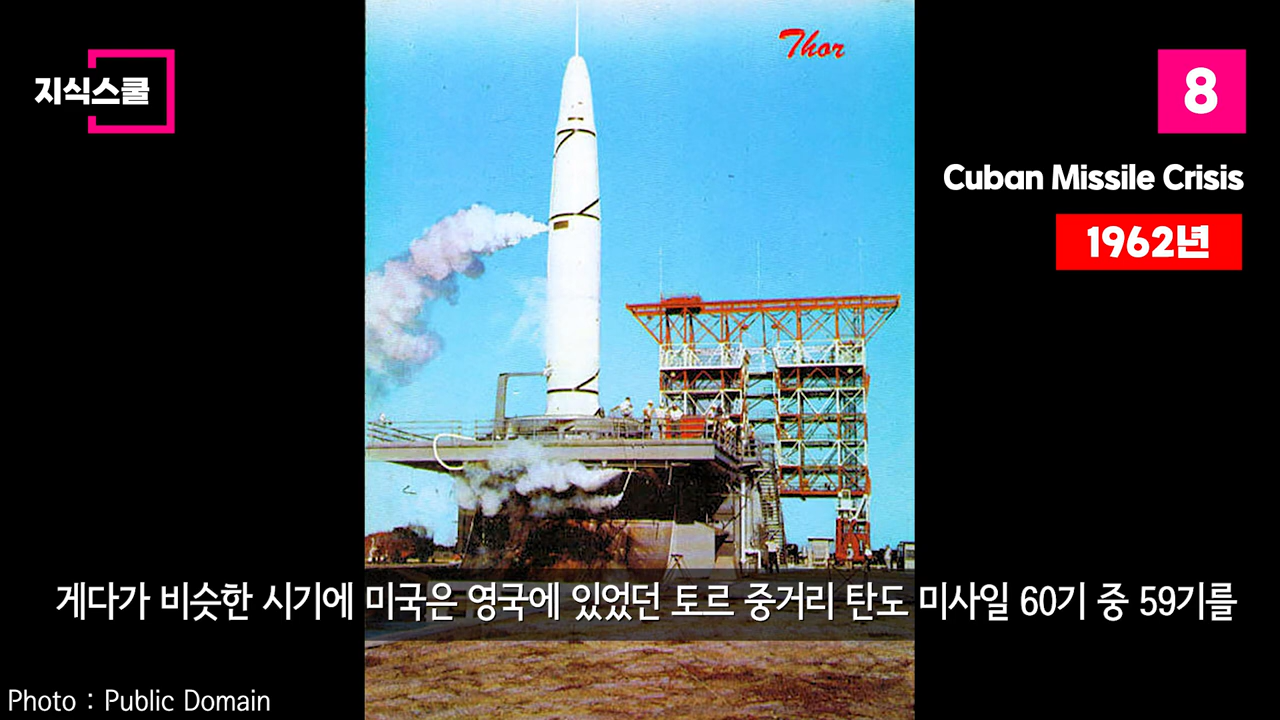 지식스쿨
Thor
8
Cuban Missile Crisis
1962년
게다가 비슷한 시기에 미국은 영국에 있었던 토르 중거리 탄도 미사일 60기 중 59기를
Photo : Public Domain